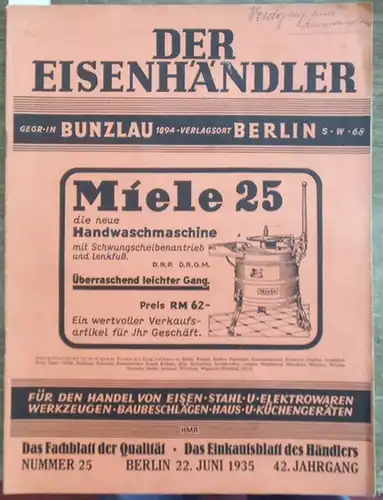 DER
EISENHÄNDLER
GEGR·IN BUNZLAU 1894·VERLAGSORT BERLIN S·W·68
Miele 25
die neue
Handwaschmaschine
mit Schwungscheibenantrieb
und Lenkfuß.
D.R.P. D.R.G.M.
Überraschend leichter Gang.
Preis RM 62-
Ein wertvoller Verkaufs-
artikel für Ihr Geschäft.
Miele
FÜR DEN HANDEL VON EISEN·STAHL·U·ELEKTROWAREN
WERKZEUGEN·BAUBESCHLÄGEN·HAUS·U·KÜCHENGERÄTEN
HMR
Das Fachblatt der Qualität · Das Einkaufsblatt des Händlers
NUMMER 25 BERLIN 22. JUNI 1935 42. JAHRGANG